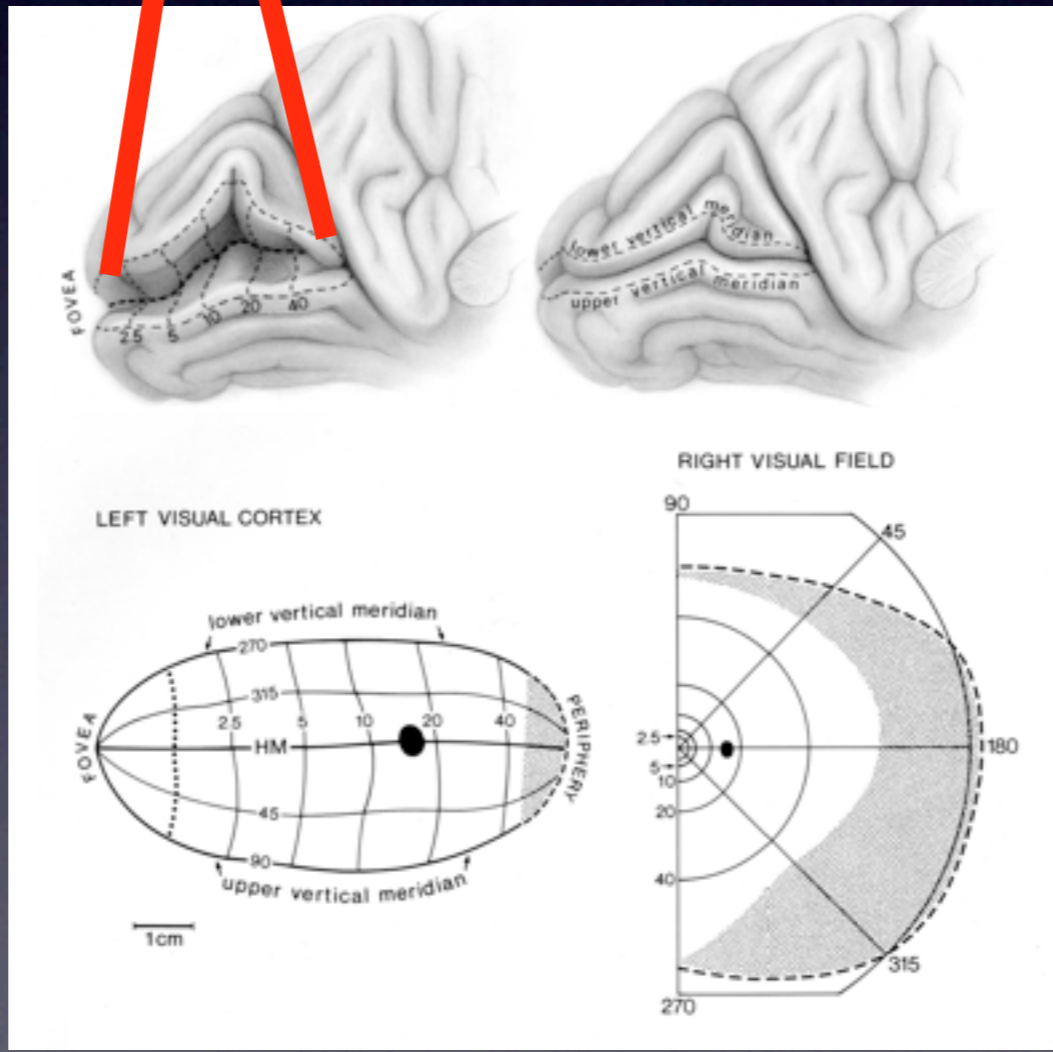 FOVEA
2.5 5 10 20 40
lower vertical meridian
upper vertical meridian
LEFT VISUAL CORTEX
lower vertical meridian
270
315
2.5 5 10 20 40
HM
FOVEA
PERIPHERY
45
90
upper vertical meridian
1cm
RIGHT VISUAL FIELD
90
45
2.5
180
5
10
20
40
315
270